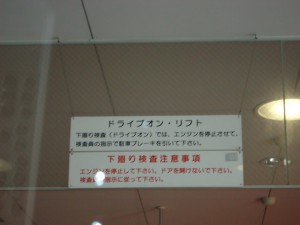 ドライブオン・リフト
下廻り検査(ドライブオン)では、エンジンを停止させて、
検査員の指示で駐車ブレーキを引いて下さい。
下廻り検査注意事項
エンジンを停止して下さい。ドアを開けないで下さい。
検査員の指示に従って下さい。